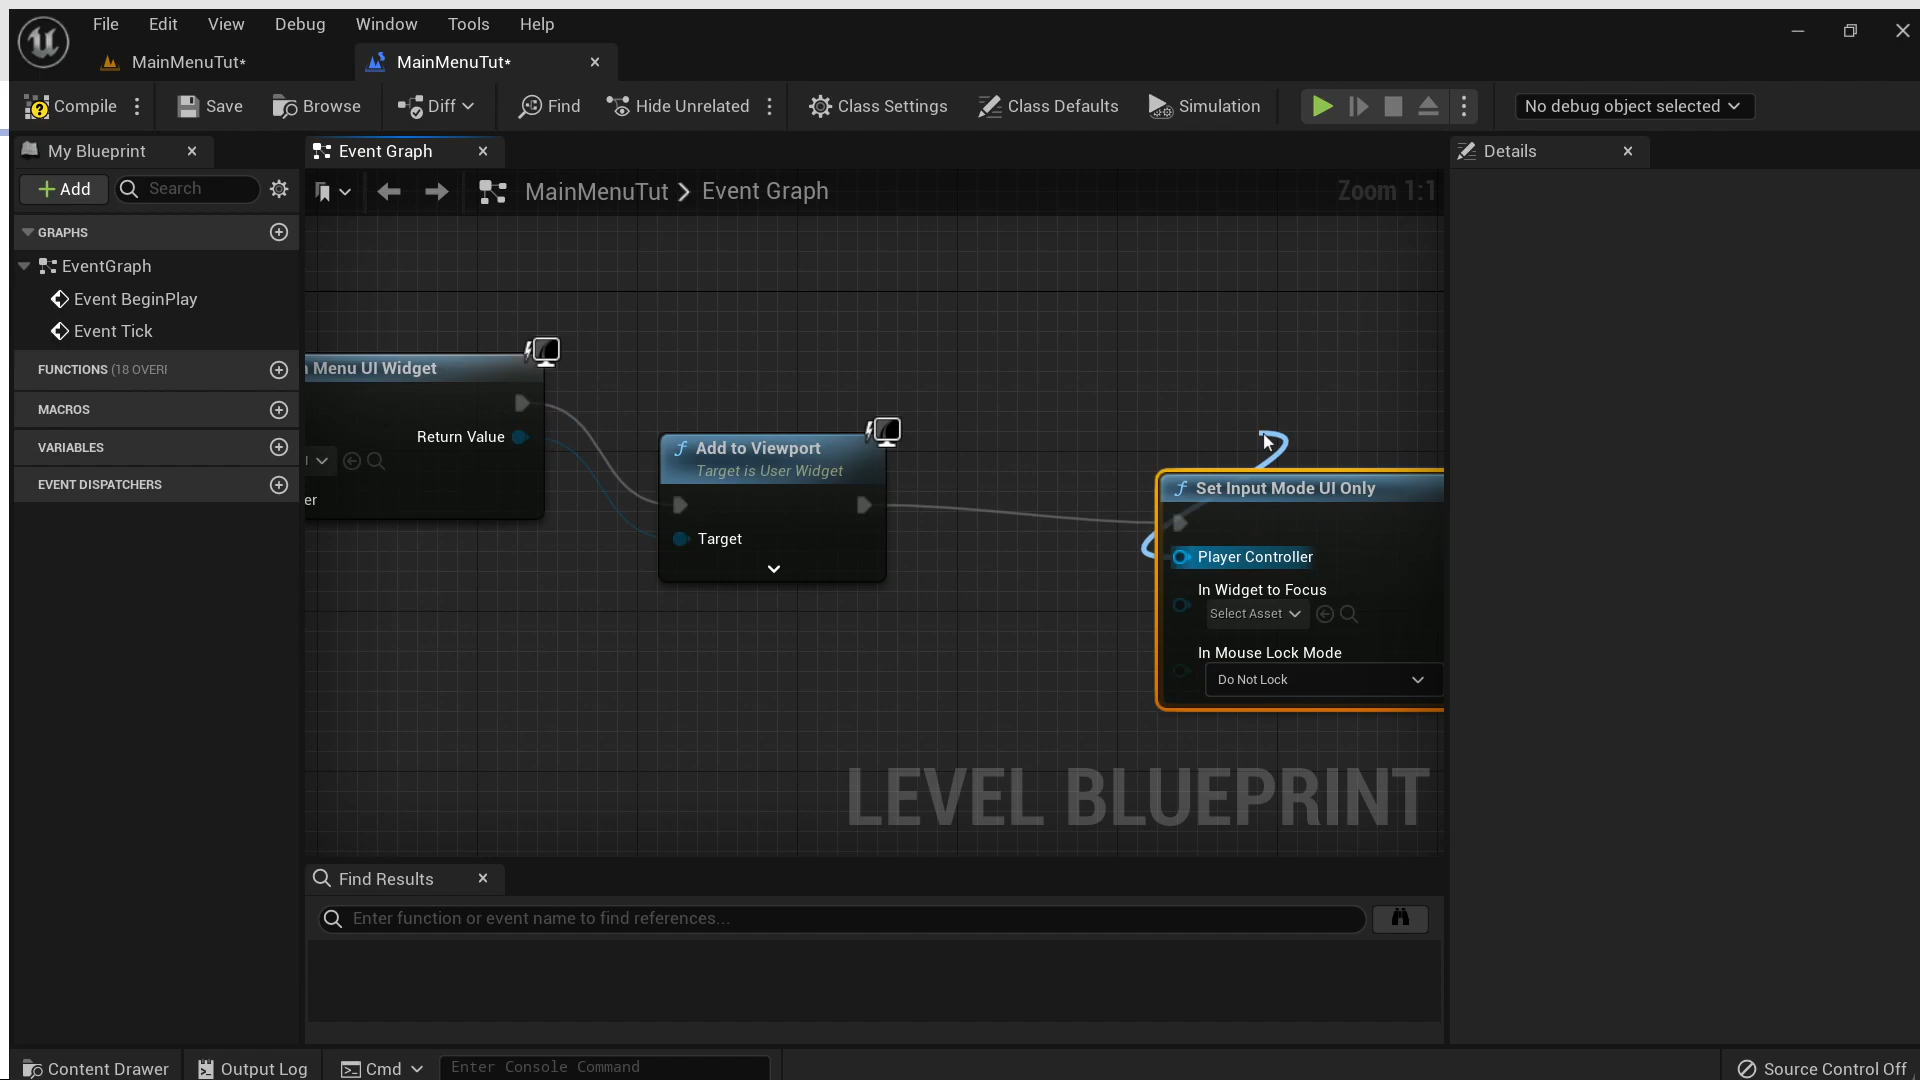 File Edit View Debug Window Tools Help
MainMenuTut* MainMenuTut*
Compile Save Browse Diff Find Hide Unrelated Class Settings Class Defaults Simulation No debug object selected
My Blueprint Event Graph Details
Add Search MainMenuTut > Event Graph Zoom 1:1
GRAPHS
EventGraph
Event BeginPlay
Event Tick
FUNCTIONS (18 OVERI
MACROS
VARIABLES
EVENT DISPATCHERS
Menu UI Widget
Return Value
er
f Add to Viewport
Target is User Widget
Target
f Set Input Mode UI Only
Player Controller
In Widget to Focus
Select Asset
In Mouse Lock Mode
Do Not Lock
LEVEL BLUEPRINT
Find Results
Enter function or event name to find references...
Content Drawer Output Log Cmd Enter Console Command Source Control Off